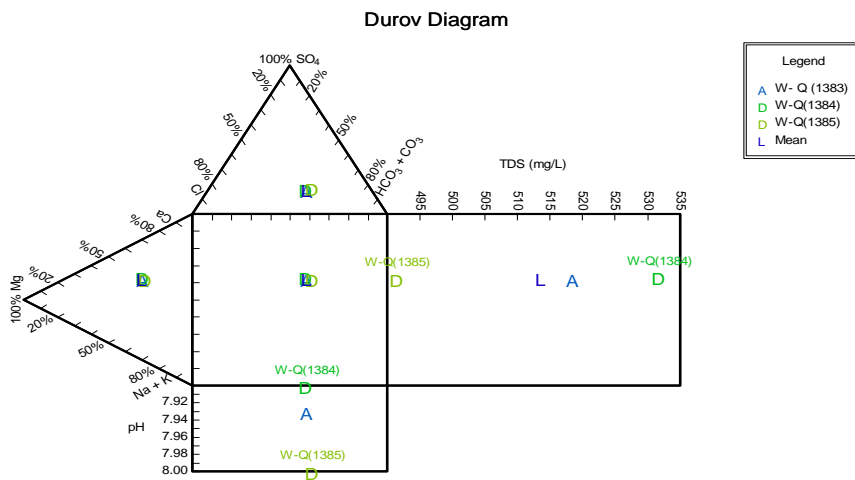 Durov Diagram
Legend
A W- Q (1383)
D W-Q(1384)
D W-Q(1385)
L Mean
100% SO₄
20% 20%
50% 50%
80% 80%
Cl HCO₃ + CO₃
TDS (mg/L)
495 500 505 510 515 520 525 530 535
Ca
80%
50%
20%
100% Mg
20%
50%
80%
Na + K
L D D
L D D
L D D
W-Q(1385)
D
L
A
W-Q(1384)
D
W-Q(1384)
D
A
W-Q(1385)
D
pH
7.92
7.94
7.96
7.98
8.00